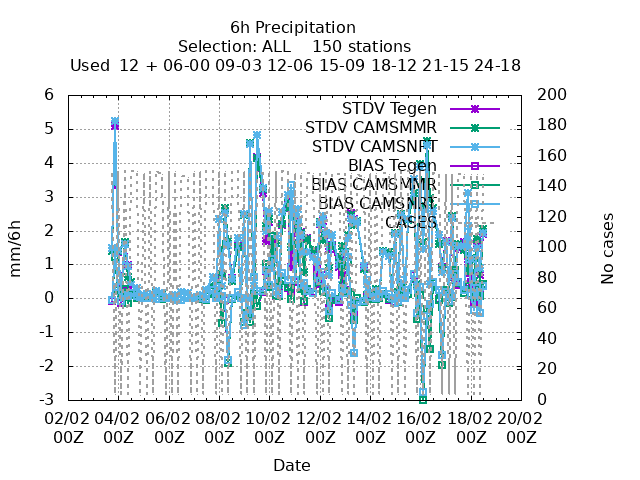 6h Precipitation
Selection: ALL    150 stations
Used  12 + 06-00 09-03 12-06 15-09 18-12 21-15 24-18
6
5
4
3
2
1
0
-1
-2
-3
mm/6h
STDV Tegen
STDV CAMSMMR
STDV CAMSNRT
BIAS Tegen
BIAS CAMSMMR
BIAS CAMSNRT
CASES
200
180
160
140
120
100
80
60
40
20
0
No cases
02/02 04/02 06/02 08/02 10/02 12/02 14/02 16/02 18/02 20/02
00Z 00Z 00Z 00Z 00Z 00Z 00Z 00Z 00Z 00Z
Date